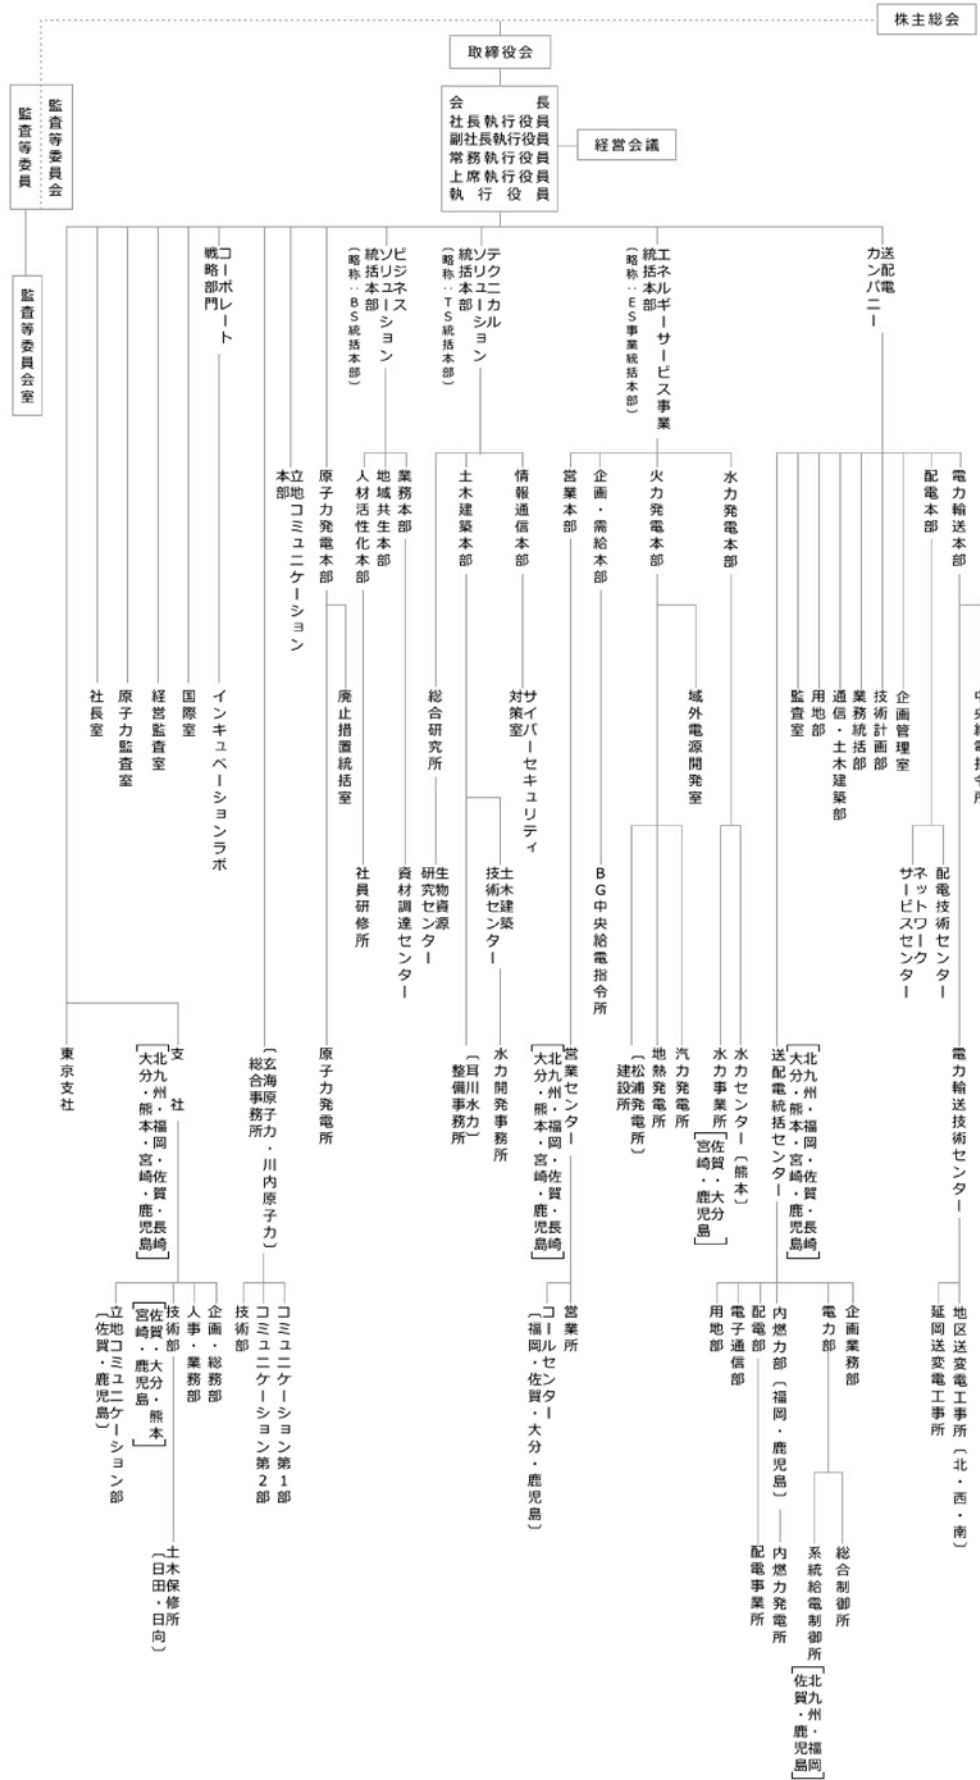 株主総会
取締役会
会長
社長執行役員
副社長執行役員
常務執行役員
上席執行役員
執行役員
経営会議
監査等委員会
監査等委員
監査等委員会室
送配電
カンパニー
エネルギーサービス事業
統括本部
(略称:ES事業統括本部)
テクニカル
ソリューション
統括本部
(略称:TS統括本部)
ビジネス
ソリューション
統括本部
(略称:BS統括本部)
コーポレート
戦略部門
電力輸送本部
配電本部
水力発電本部
火力発電本部
企画・需給本部
営業本部
情報通信本部
土木建築本部
業務本部
地域共生本部
人材活性化本部
原子力発電本部
立地コミュニケーション
本部
中央給電指令所
企画管理室
技術計画部
業務統括部
通信・土木建築部
用地部
監査室
域外電源開発室
サイバーセキュリティ
対策室
総合研究所
廃止措置統括室
インキュベーションラボ
国際室
経営監査室
原子力監査室
社長室
配電技術センター
ネットワーク
サービスセンター
BG中央給電指令所
土木建築
技術センター
生物資源
研究センター
資材調達センター
社員研修所
電力輸送技術センター
送配電統括センター
[北九州・福岡・佐賀・長崎
大分・熊本・宮崎・鹿児島]
水力センター(熊本)
水力事業所
[佐賀・大分
宮崎・鹿児島]
汽力発電所
地熱発電所
(松浦発電所)
建設所
営業センター
[北九州・福岡・佐賀・長崎
大分・熊本・宮崎・鹿児島]
水力開発事務所
(耳川水力)
整備事務所
原子力発電所
(玄海原子力・川内原子力)
総合事務所
支社
[北九州・福岡・佐賀・長崎
大分・熊本・宮崎・鹿児島]
東京支社
地区送変電工事所(北・西・南)
延岡送変電工事所
企画業務部
電力部
内燃力部(福岡・鹿児島)
配電部
電子通信部
用地部
営業所
コールセンター
(福岡・佐賀・大分・鹿児島)
コミュニケーション第1部
コミュニケーション第2部
技術部
企画・総務部
人事・業務部
技術部
[佐賀・大分・熊本
宮崎・鹿児島]
立地コミュニケーション部
(佐賀・鹿児島)
総合制御所
系統給電制御所
[北九州・福岡
佐賀・鹿児島]
内燃力発電所
配電事業所
土木保修所
(日田・日向)